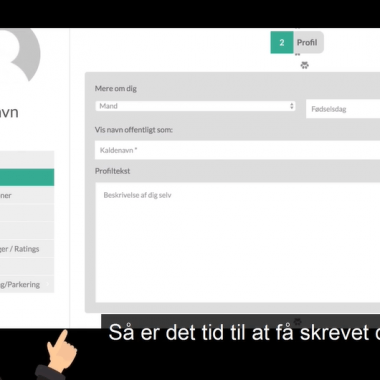 2 Profil
avn
Mere om dig
Mand
Fødselsdag
Vis navn offentligt som:
Kaldenavn *
ner
Profiltekst
Beskrivelse af dig selv
ger / Ratings
g/Parkering
Så er det tid til at få skrevet